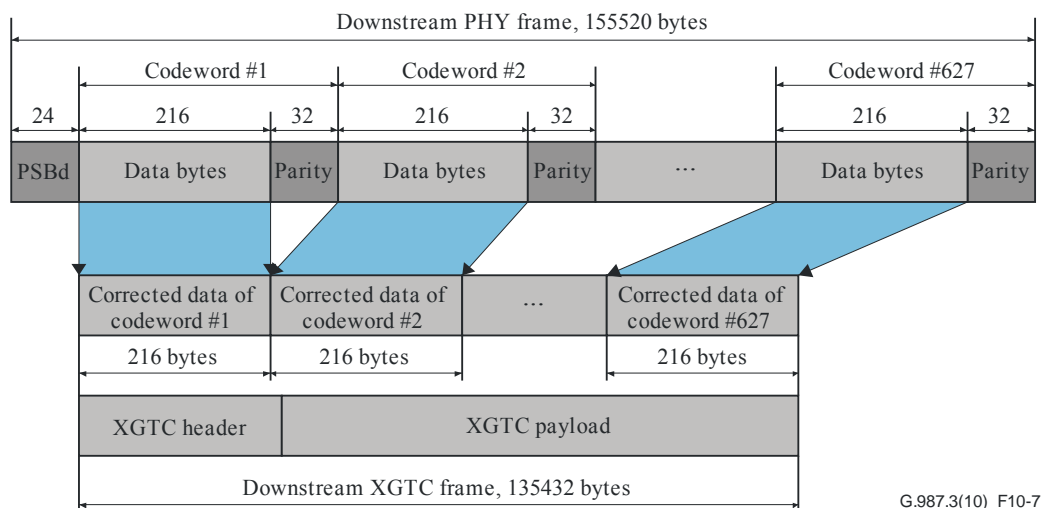 Downstream PHY frame, 155520 bytes
Codeword #1 Codeword #2 Codeword #627
24 216 32 216 32 216 32
PSBd Data bytes Parity Data bytes Parity ... Data bytes Parity
Corrected data of codeword #1
Corrected data of codeword #2
...
Corrected data of codeword #627
216 bytes 216 bytes 216 bytes
XGTC header XGTC payload
Downstream XGTC frame, 135432 bytes
G.987.3(10)_F10-7